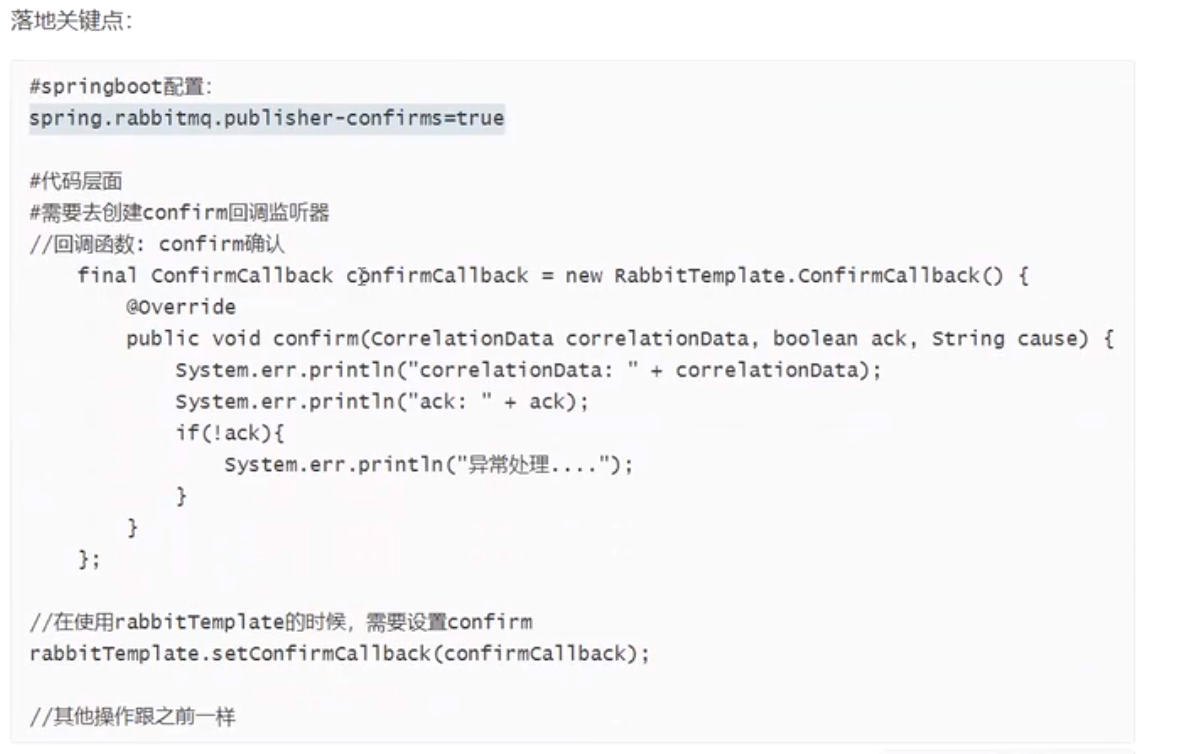 落地关键点：
#springboot配置：
spring.rabbitmq.publisher-confirms=true
#代码层面
#需要去创建confirm回调监听器
//回调函数: confirm确认
final ConfirmCallback confirmCallback = new RabbitTemplate.ConfirmCallback() {
@Override
public void confirm(CorrelationData correlationData, boolean ack, String cause) {
System.err.println("correlationData: " + correlationData);
System.err.println("ack: " + ack);
if(!ack){
System.err.println("异常处理....");
}
}
};
//在使用rabbitTemplate的时候，需要设置confirm
rabbitTemplate.setConfirmCallback(confirmCallback);
//其他操作跟之前一样